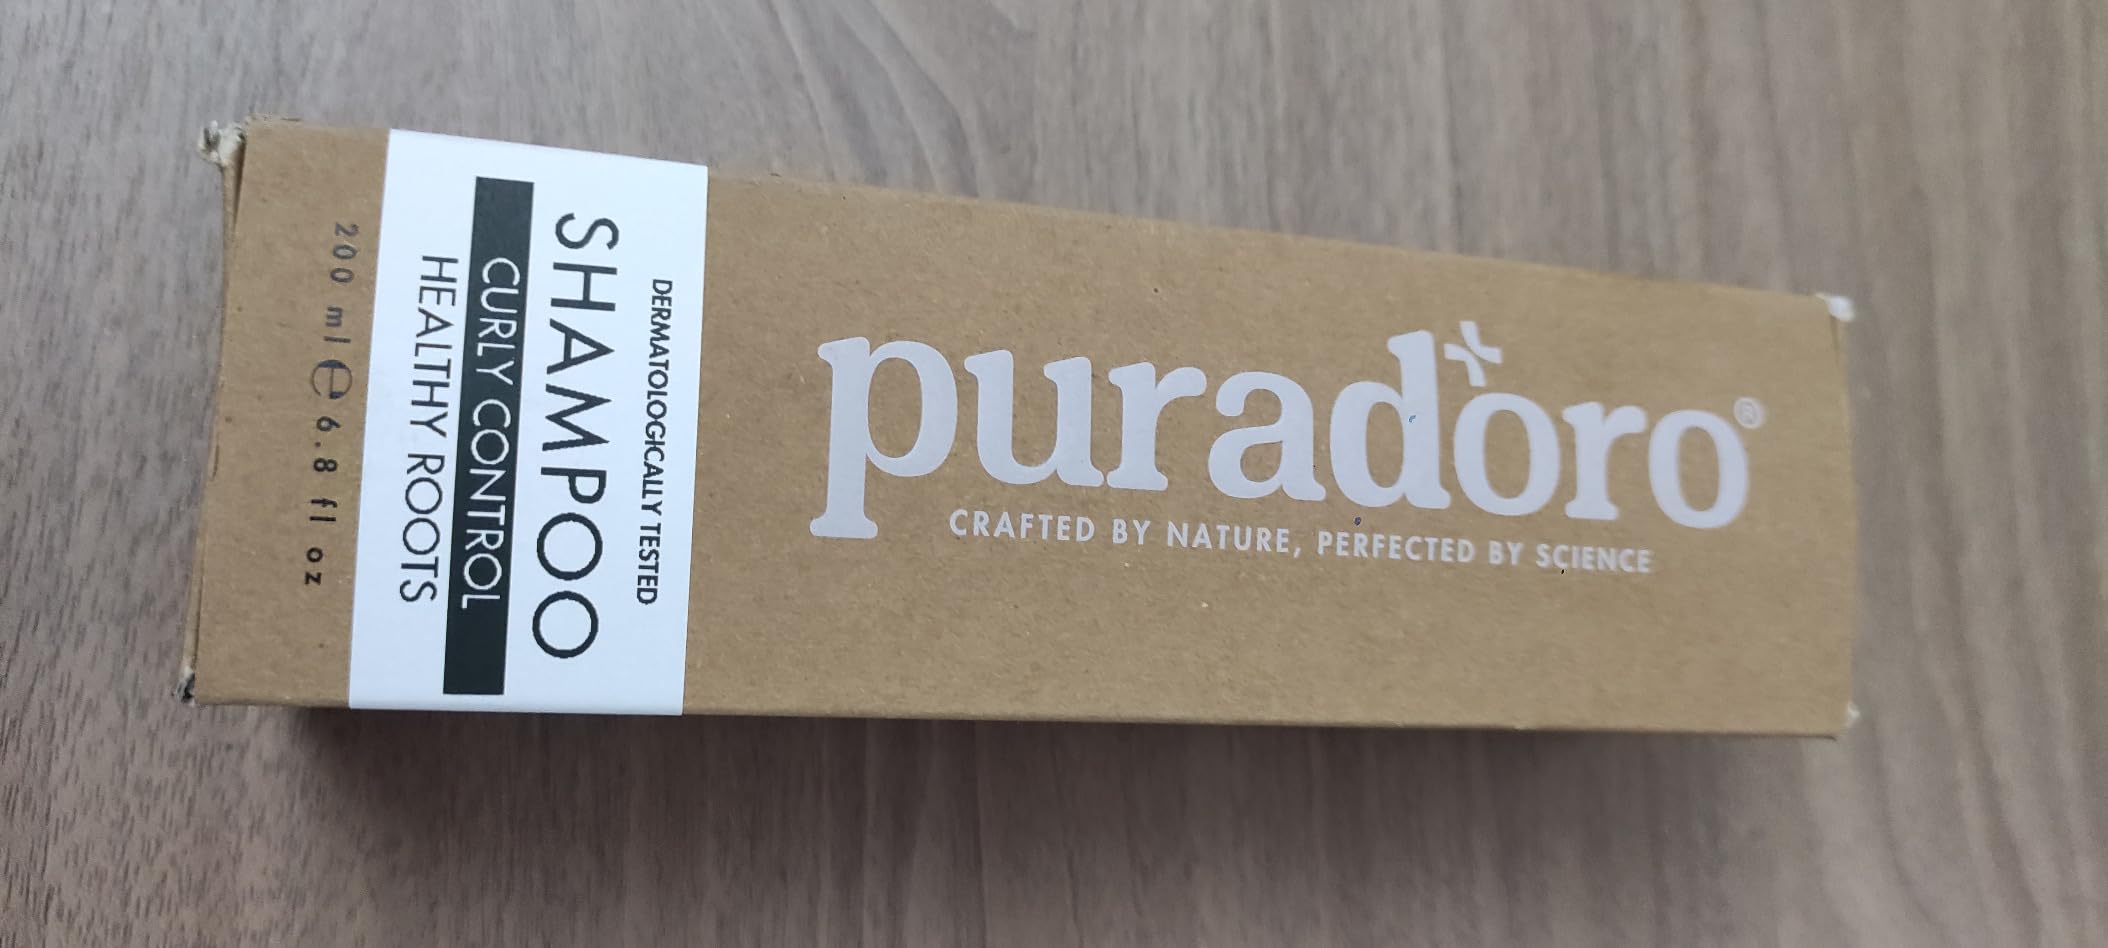 puradoro®
CRAFTED BY NATURE, PERFECTED BY SCIENCE
DERMATOLOGICALLY TESTED
SHAMPOO
CURLY CONTROL
HEALTHY ROOTS
200 ml ℮ 6.8 fl oz